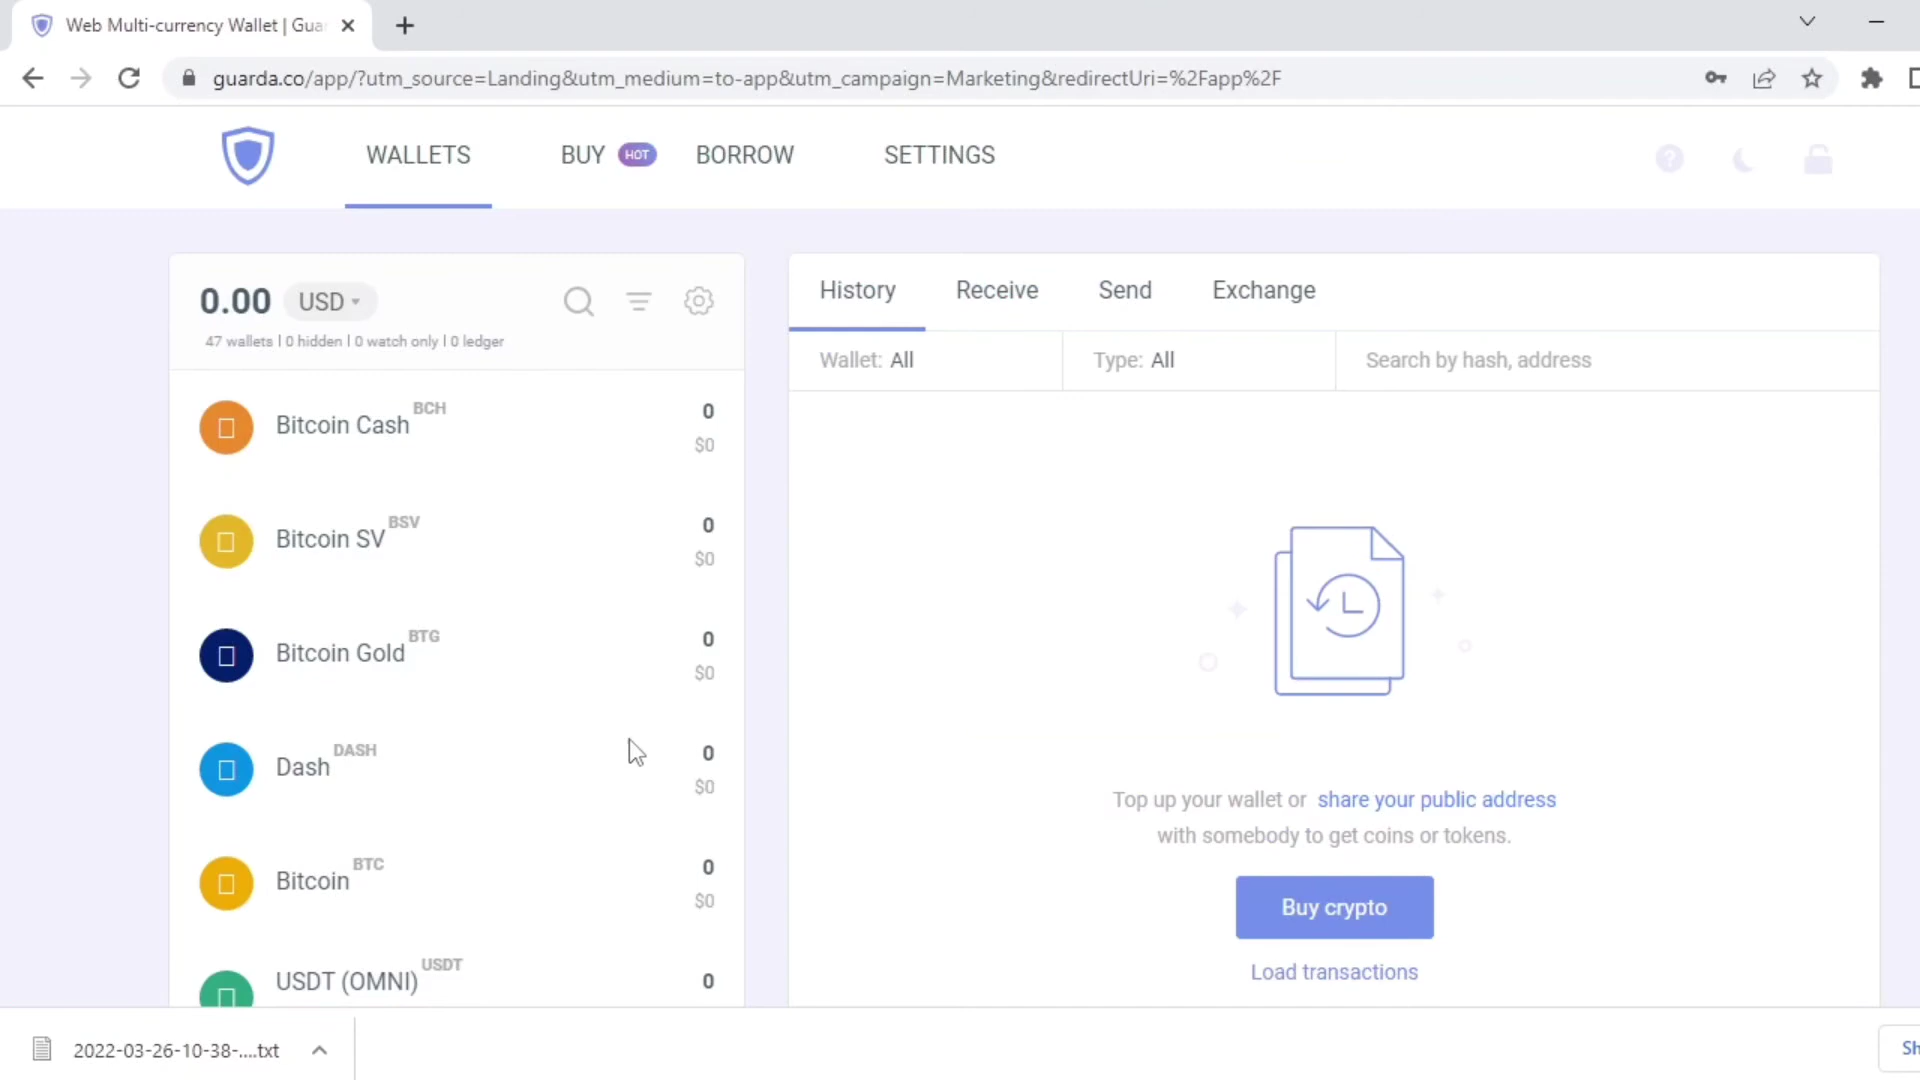 Web Multi-currency Wallet | Gua
guarda.co/app/?utm_source=Landing&utm_medium=to-app&utm_campaign=Marketing&redirectUri=%2Fapp%2F
WALLETS BUY HOT BORROW SETTINGS
?
0.00 USD
47 wallets | 0 hidden | 0 watch only | 0 ledger
Bitcoin Cash BCH 0
$0
Bitcoin SV BSV 0
$0
Bitcoin Gold BTG 0
$0
Dash DASH 0
$0
Bitcoin BTC 0
$0
USDT (OMNI) USDT 0
History Receive Send Exchange
Wallet: All Type: All Search by hash, address
Top up your wallet or share your public address
with somebody to get coins or tokens.
Buy crypto
Load transactions
2022-03-26-10-38-....txt
Sh